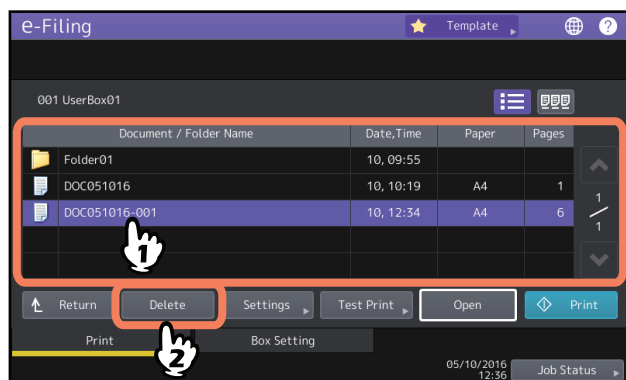 e-Filing Template ?
001 UserBox01
Document / Folder Name Date,Time Paper Pages
Folder01 10, 09:55
DOC051016 10, 10:19 A4 1
DOC051016-001 10, 12:34 A4 6
1
1
1
Return Delete Settings Test Print Open Print
2
Print Box Setting
05/10/2016
12:36 Job Status